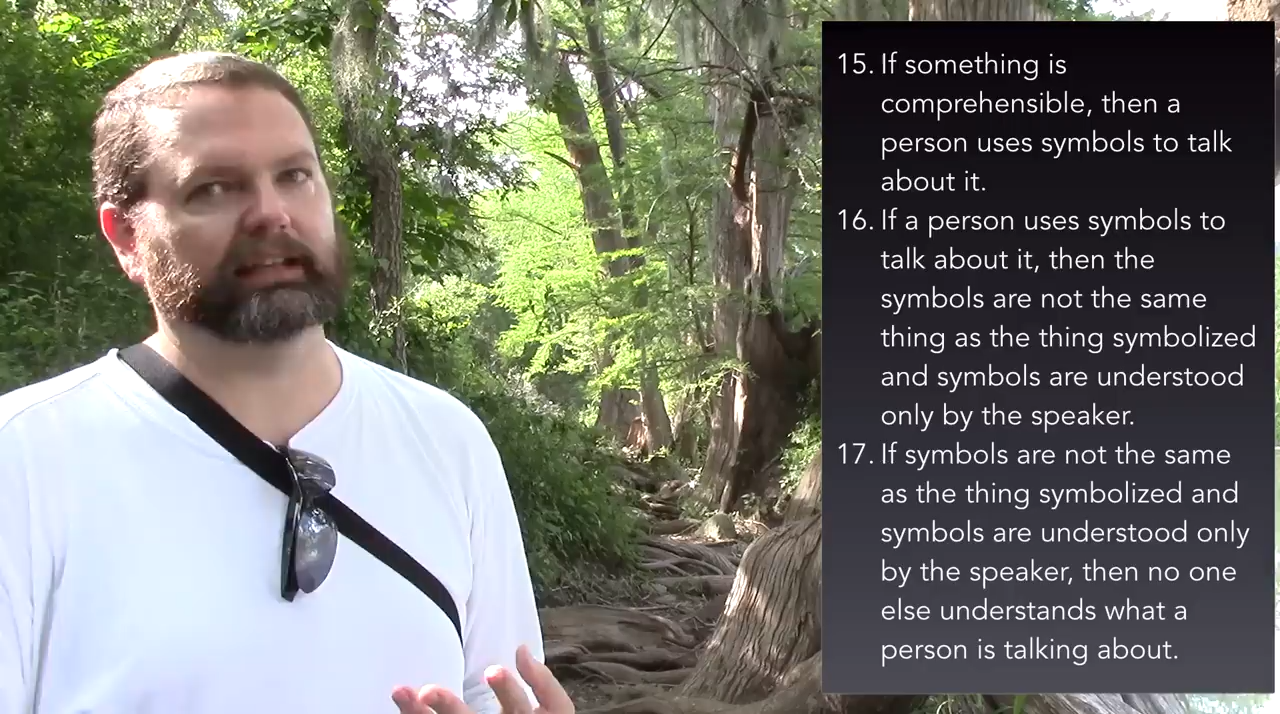 15. If something is
comprehensible, then a
person uses symbols to talk
about it.
16. If a person uses symbols to
talk about it, then the
symbols are not the same
thing as the thing symbolized
and symbols are understood
only by the speaker.
17. If symbols are not the same
as the thing symbolized and
symbols are understood only
by the speaker, then no one
else understands what a
person is talking about.